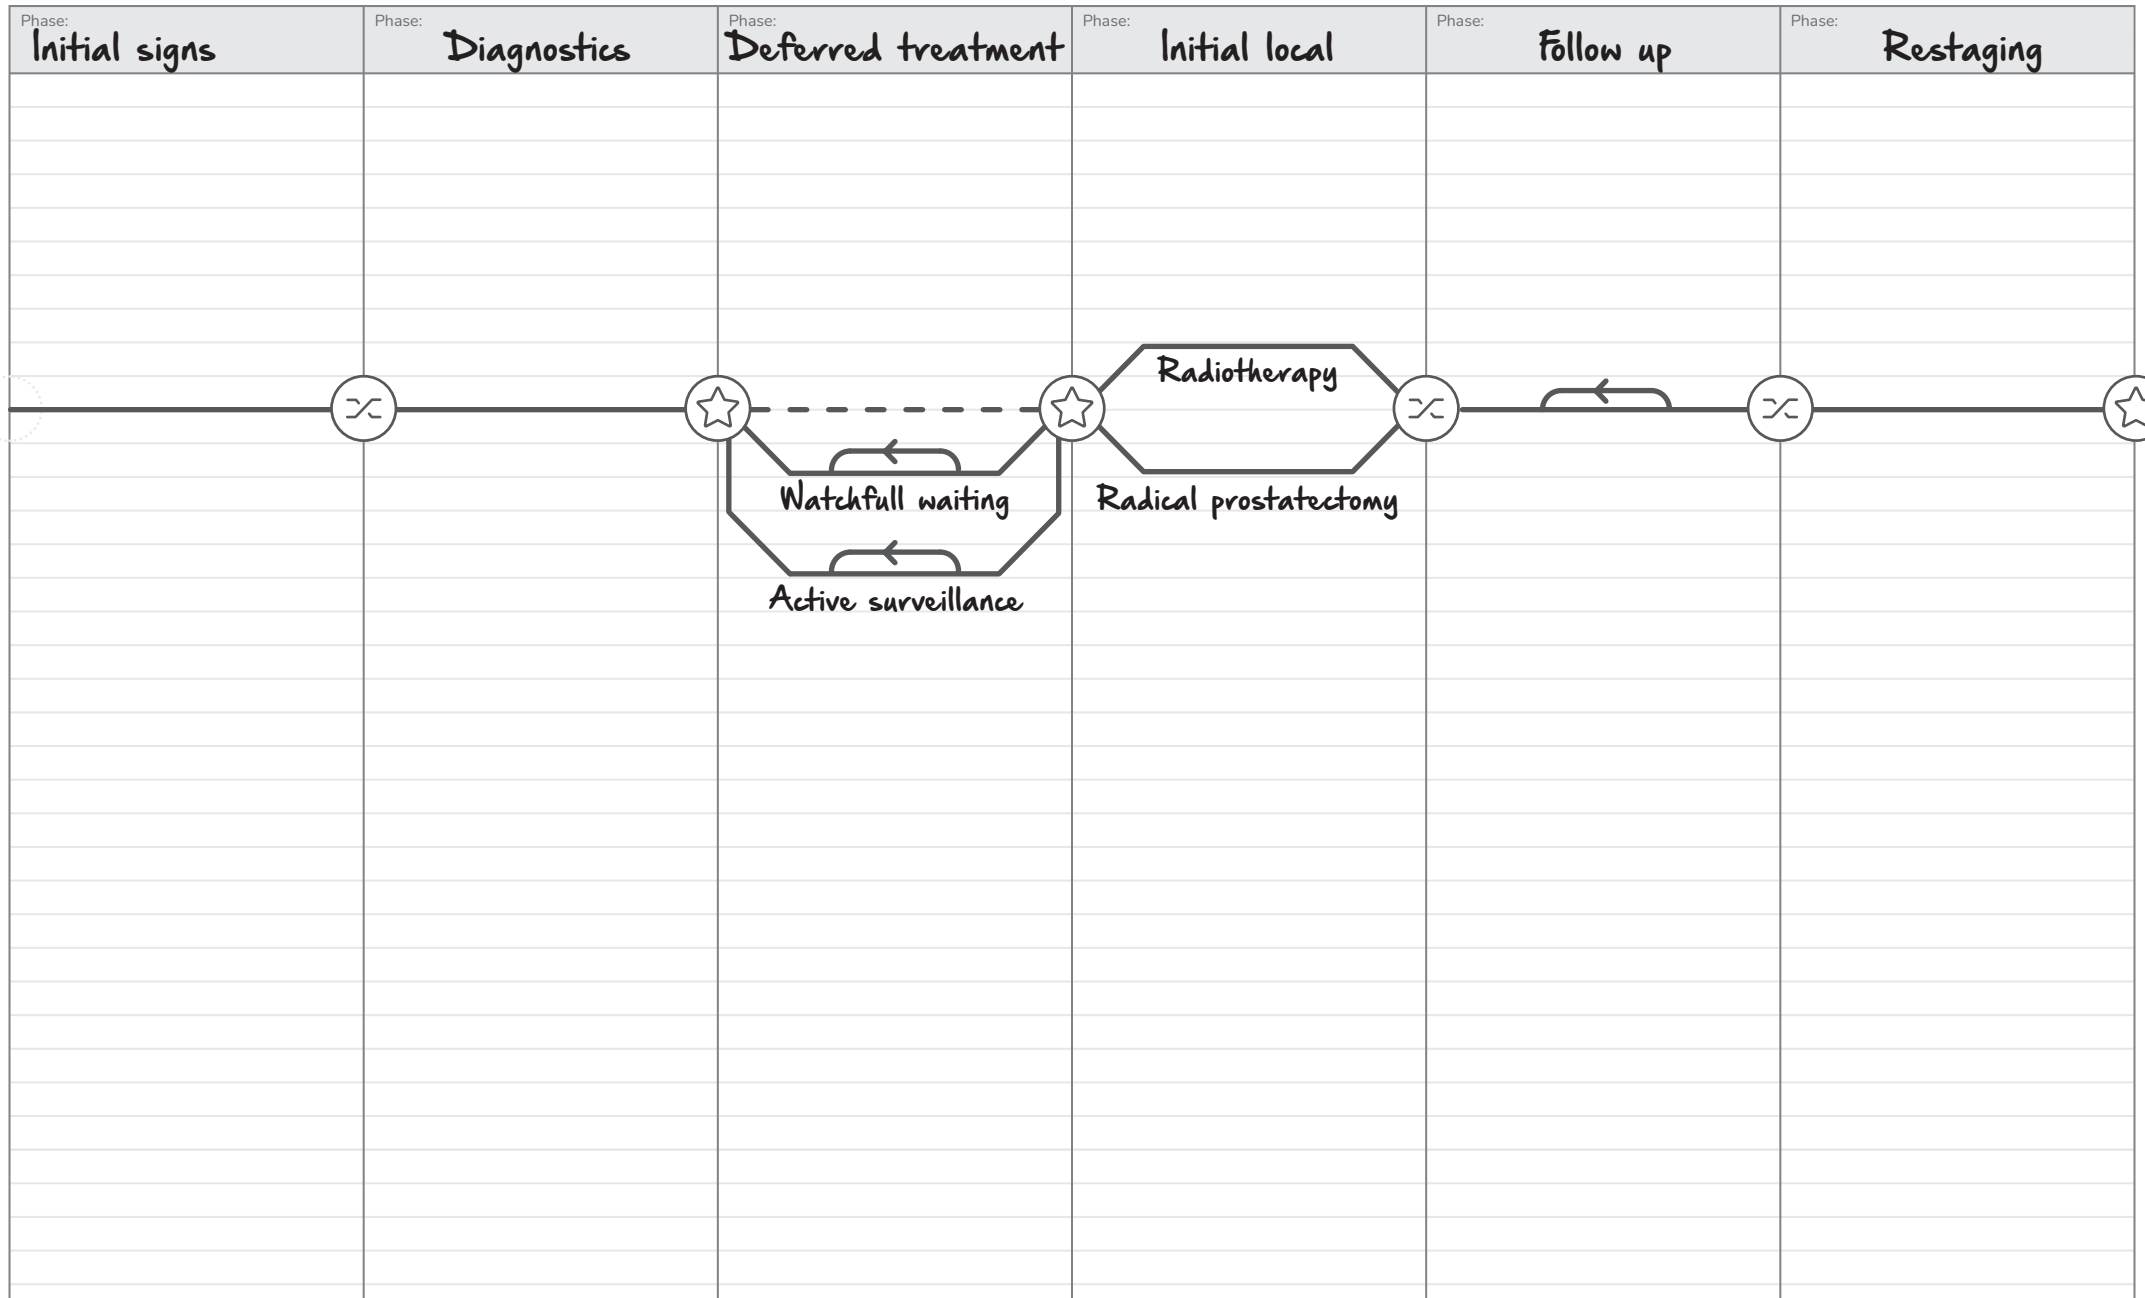 Phase:
Initial signs
Phase:
Diagnostics
Phase:
Deferred treatment
Phase:
Initial local
Phase:
Follow up
Phase:
Restaging
Radiotherapy
Watchfull waiting
Radical prostatectomy
Active surveillance